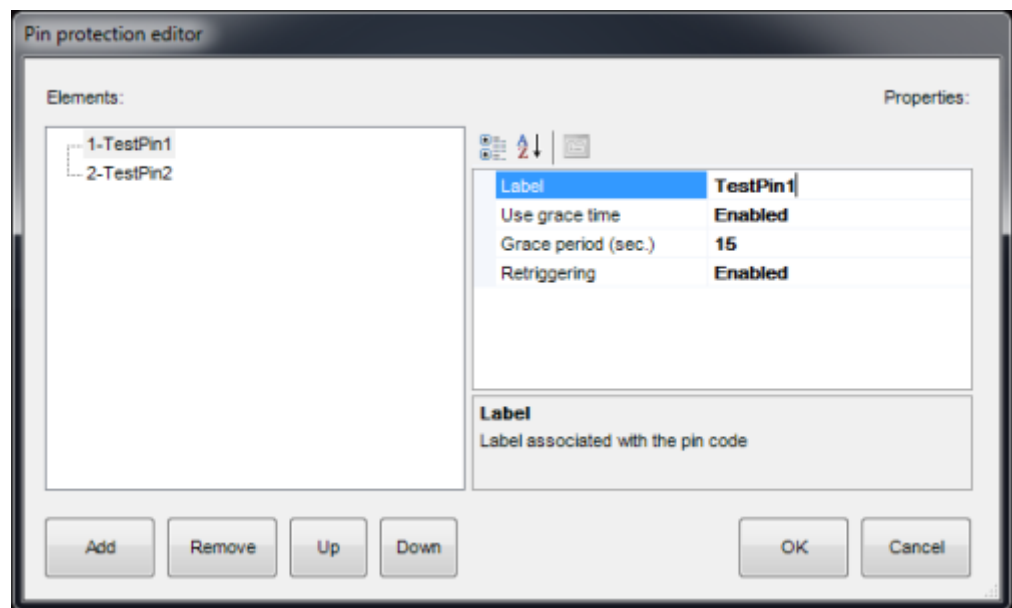 Pin protection editor
Elements:
Properties:
1-TestPin1
2-TestPin2
Label TestPin1
Use grace time Enabled
Grace period (sec.) 15
Retriggering Enabled
Label
Label associated with the pin code
Add Remove Up Down OK Cancel